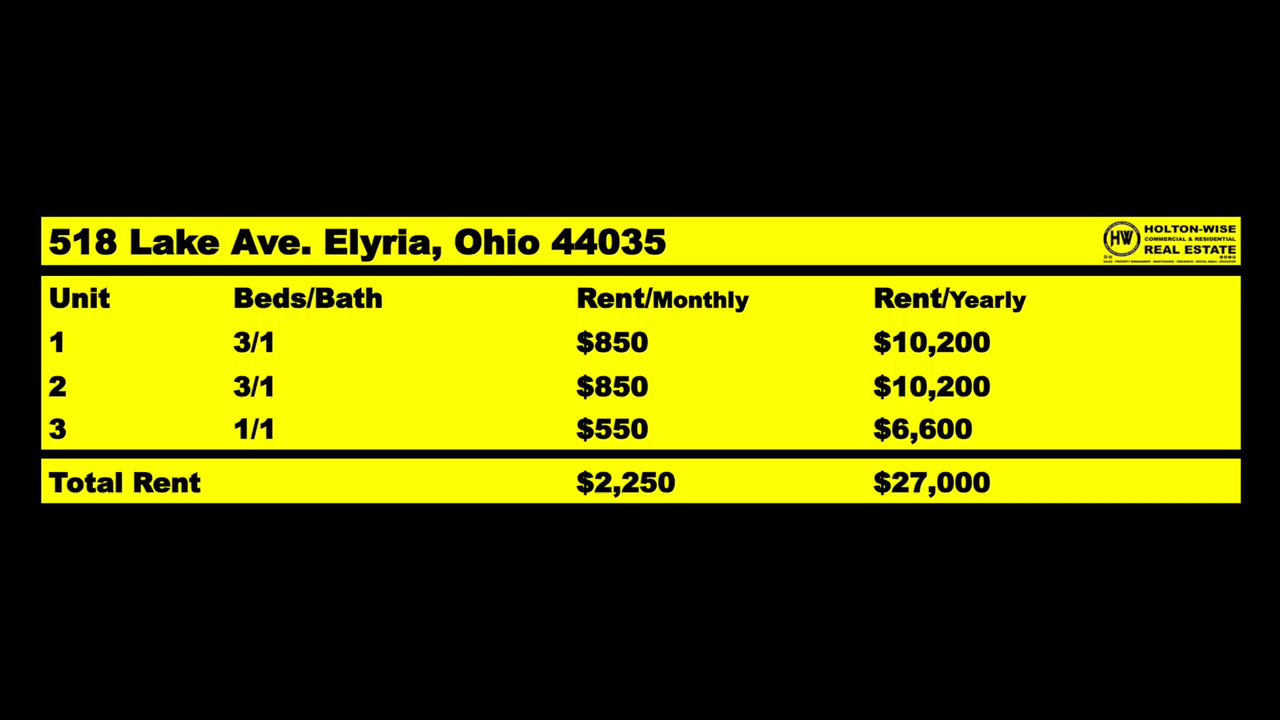 518 Lake Ave. Elyria, Ohio 44035
HW
HOLTON-WISE
COMMERCIAL & RESIDENTIAL
REAL ESTATE
Unit Beds/Bath Rent/Monthly Rent/Yearly
1 3/1 $850 $10,200
2 3/1 $850 $10,200
3 1/1 $550 $6,600
Total Rent $2,250 $27,000